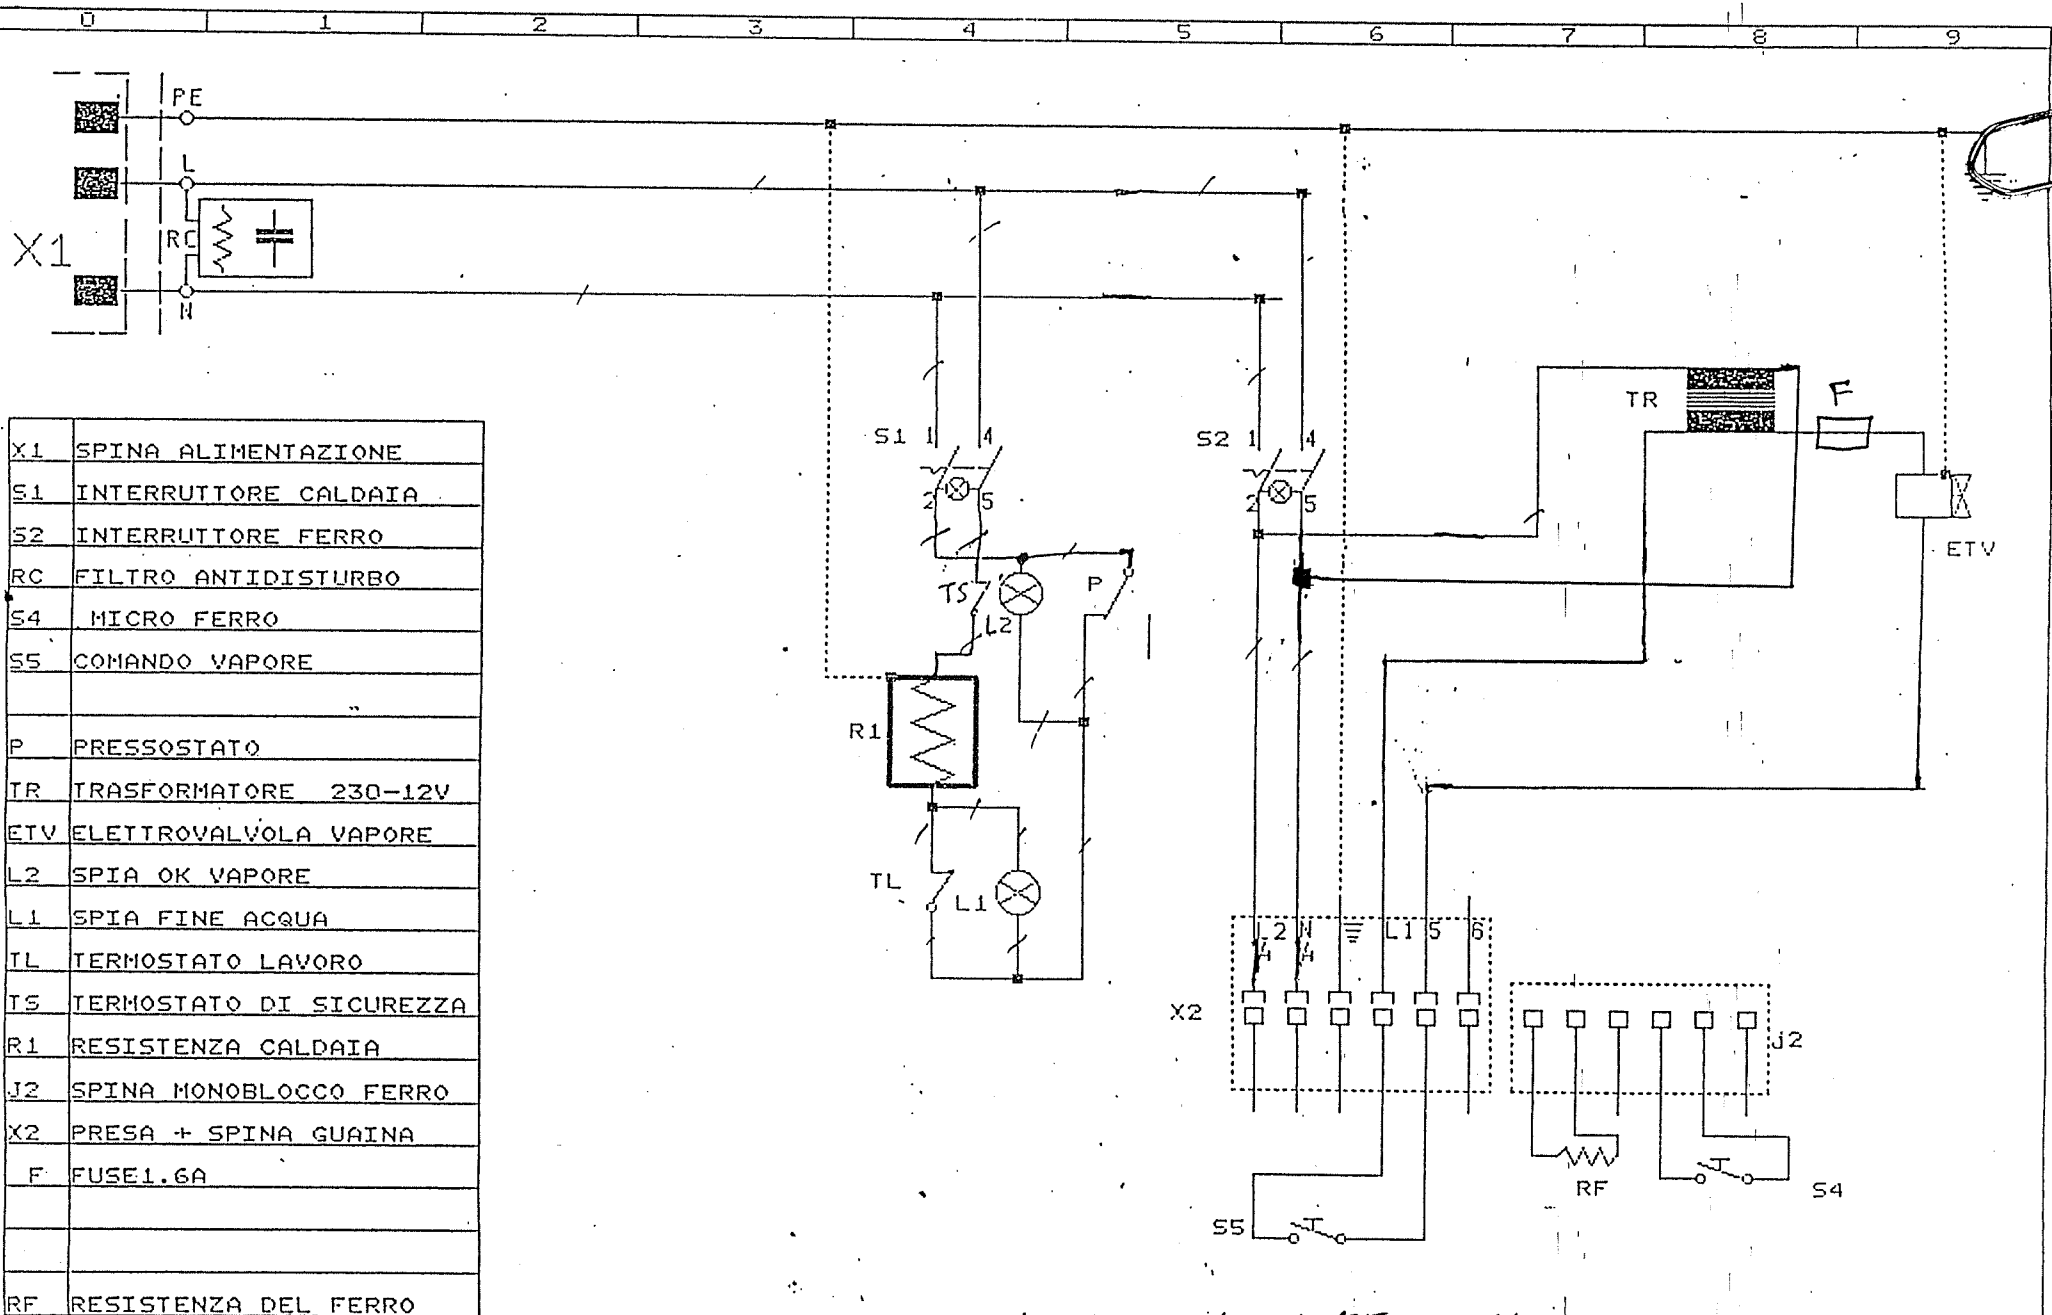 0 1 2 3 4 5 6 7 8 9
PE
L
RC
X1
N
TR
F
S1 1 4
S2 1 4
2 5
2 5
ETV
TS
L2
P
R1
TL
L1
L2 N L1 5 6
X2
J2
RF
S4
S5
X1 SPINA ALIMENTAZIONE
S1 INTERRUTTORE CALDAIA
S2 INTERRUTTORE FERRO
RC FILTRO ANTIDISTURBO
S4 MICRO FERRO
S5 COMANDO VAPORE
P PRESSOSTATO
TR TRASFORMATORE 230-12V
ETV ELETTROVALVOLA VAPORE
L2 SPIA OK VAPORE
L1 SPIA FINE ACQUA
TL TERMOSTATO LAVORO
TS TERMOSTATO DI SICUREZZA
R1 RESISTENZA CALDAIA
J2 SPINA MONOBLOCCO FERRO
X2 PRESA + SPINA GUAINA
F FUSE1.6A
RF RESISTENZA DEL FERRO